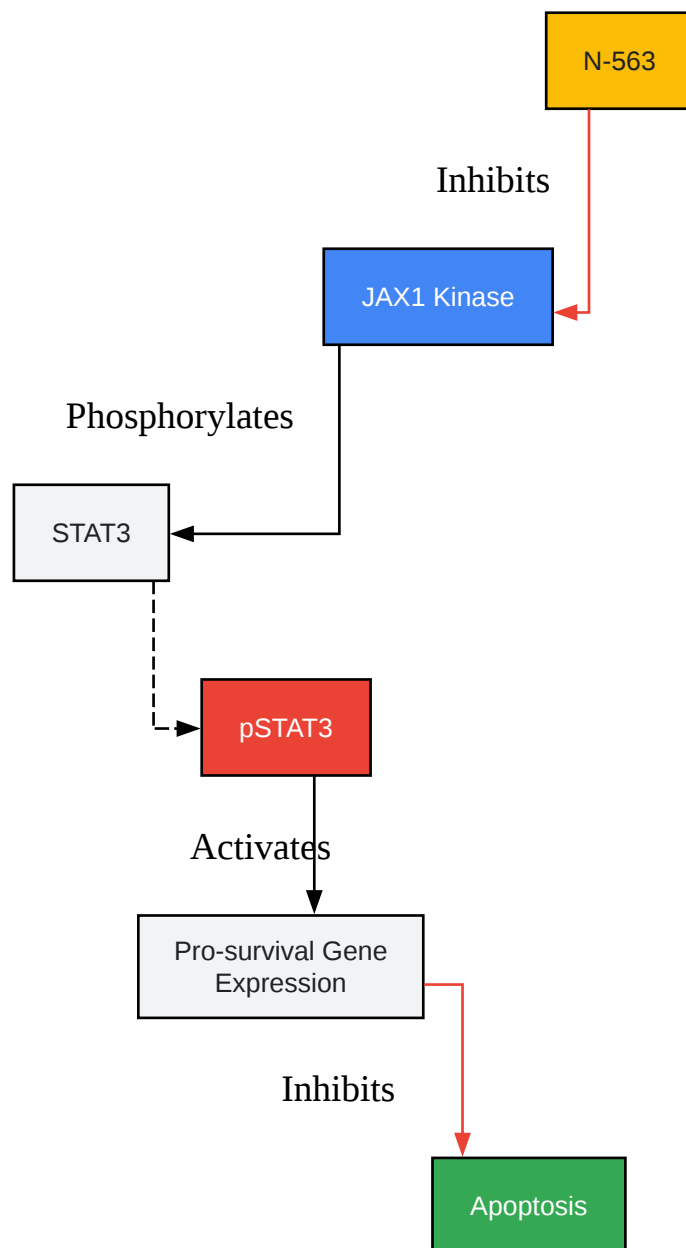 N-563
Inhibits
JAX1 Kinase
Phosphorylates
STAT3
pSTAT3
Activates
Pro-survival Gene
Expression
Inhibits
Apoptosis